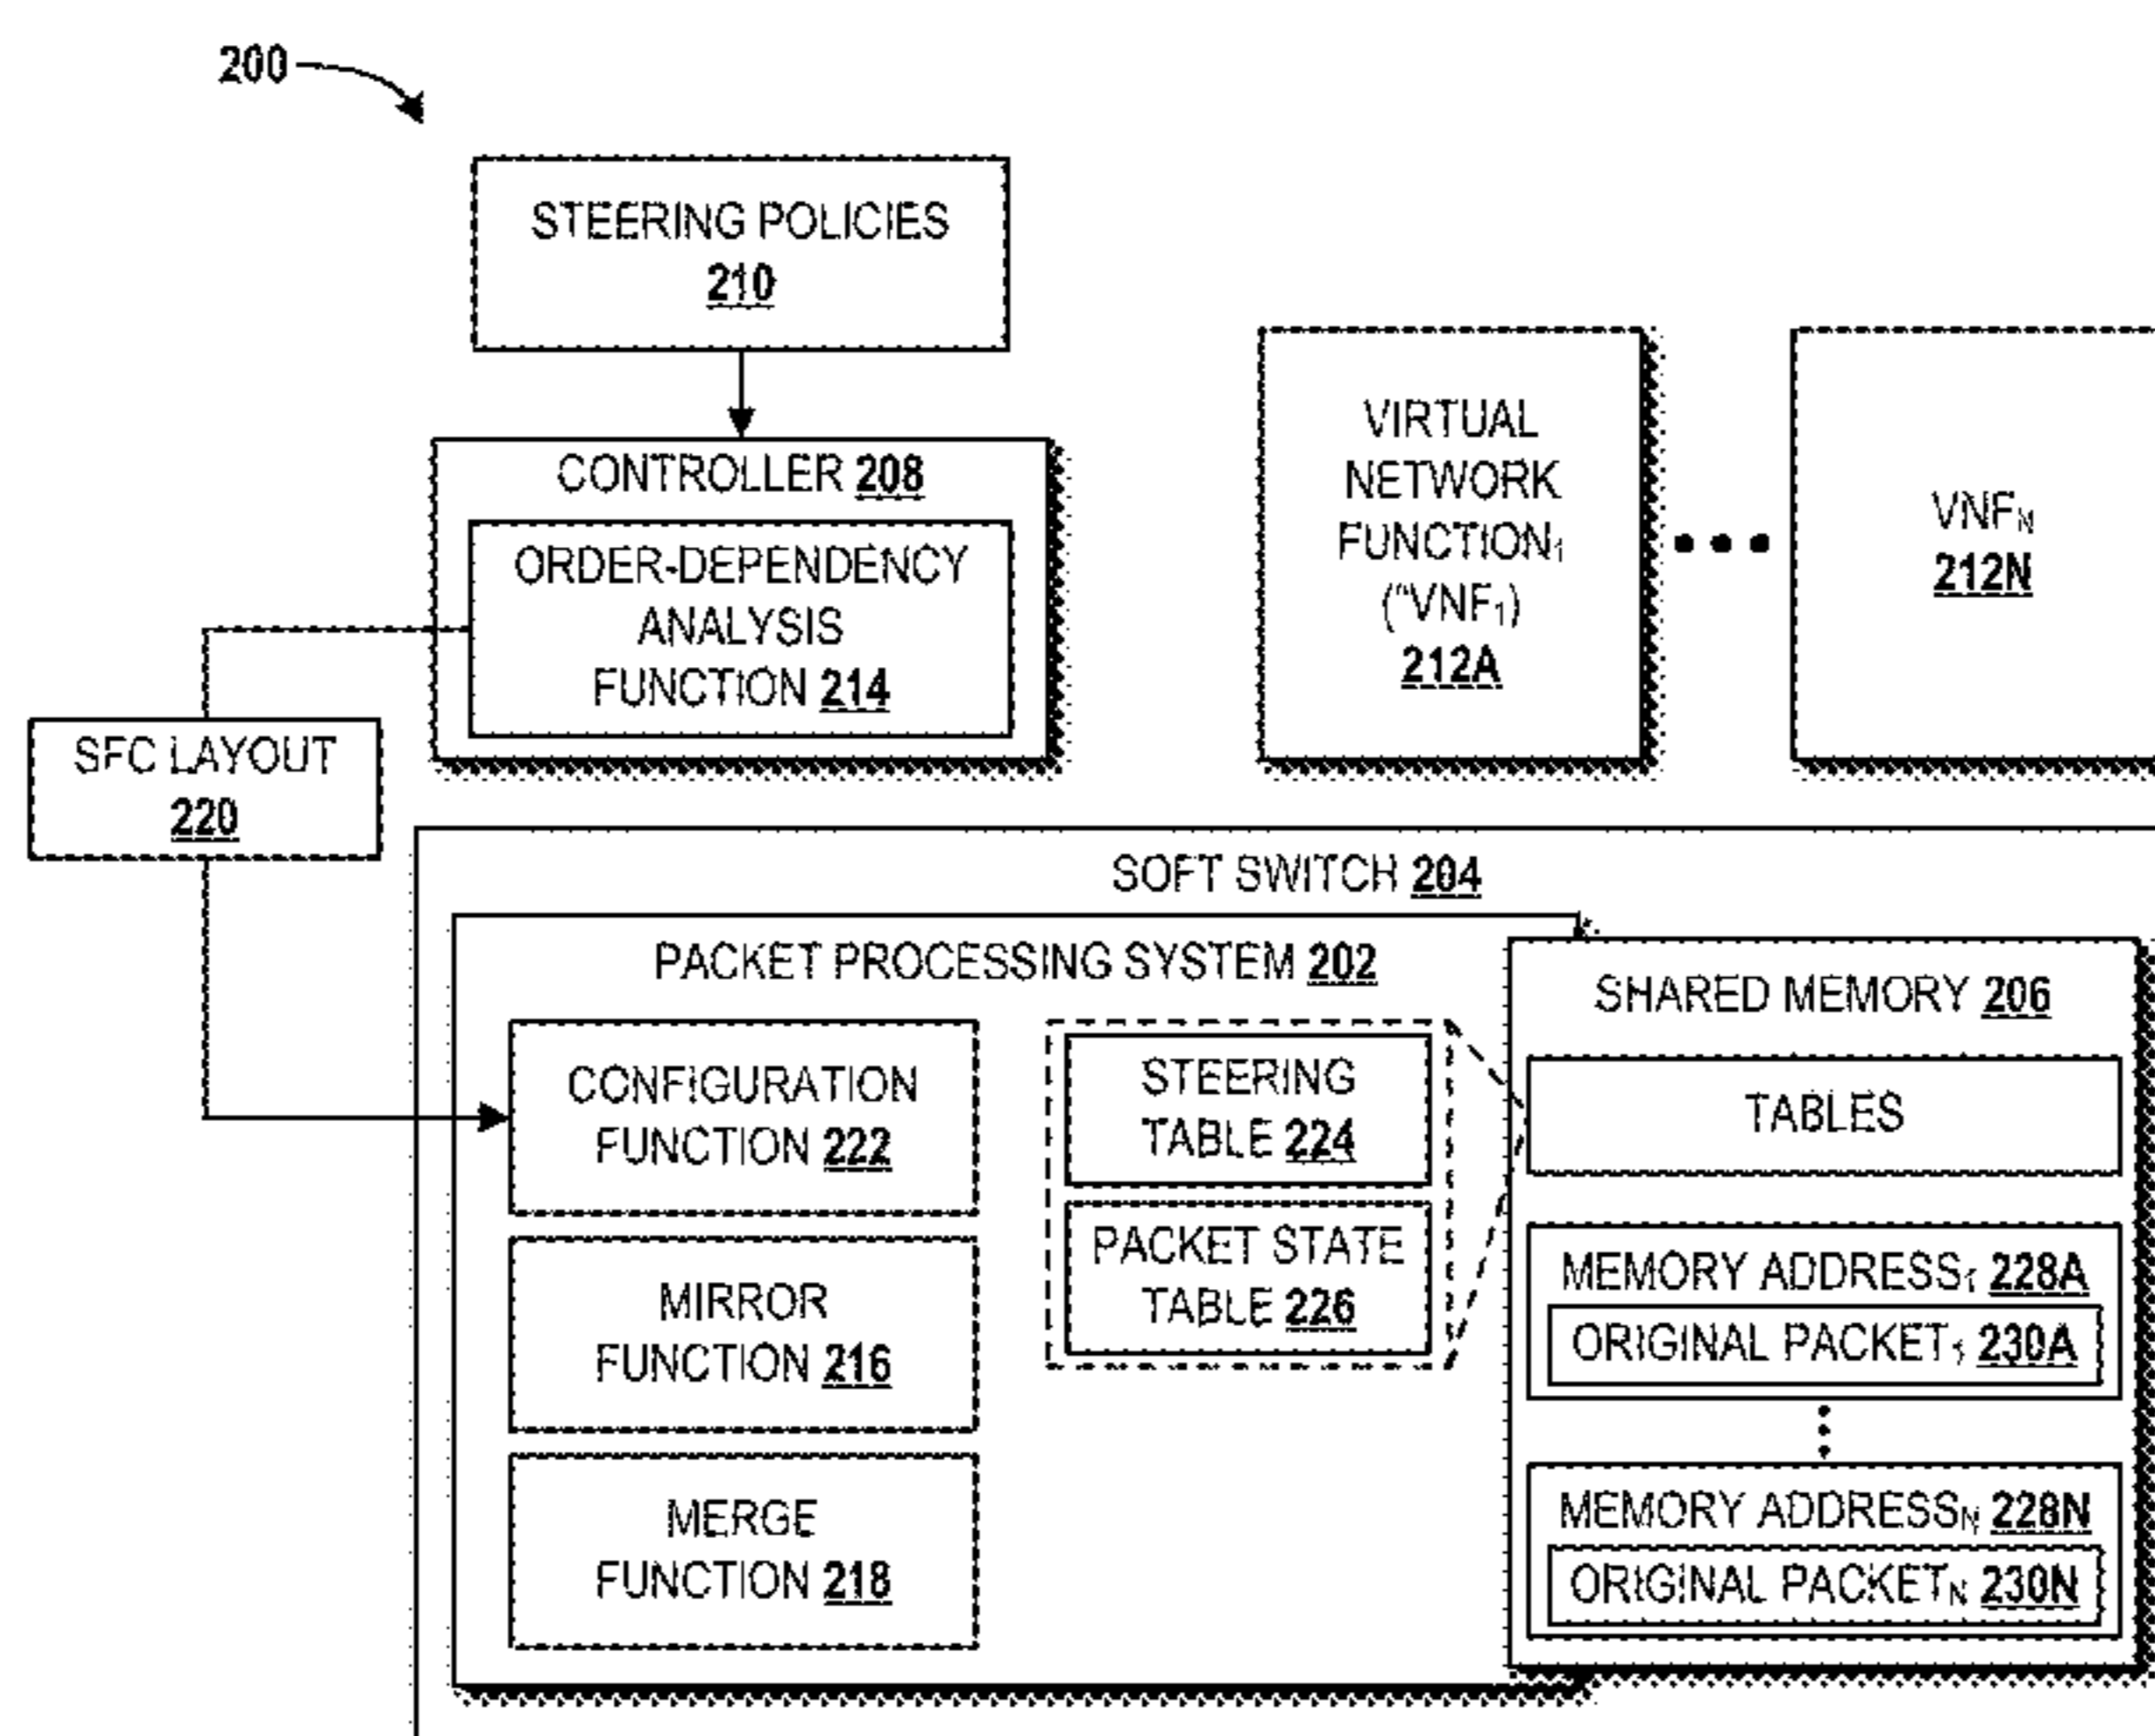 200
STEERING POLICIES
210
CONTROLLER 208
ORDER-DEPENDENCY
ANALYSIS
FUNCTION 214
VIRTUAL
NETWORK
FUNCTION₁
("VNF₁)
212A
VNF_N
212N
SFC LAYOUT
220
SOFT SWITCH 204
PACKET PROCESSING SYSTEM 202
CONFIGURATION
FUNCTION 222
MIRROR
FUNCTION 216
MERGE
FUNCTION 218
STEERING
TABLE 224
PACKET STATE
TABLE 226
SHARED MEMORY 206
TABLES
MEMORY ADDRESS₁ 228A
ORIGINAL PACKET₁ 230A
MEMORY ADDRESS_N 228N
ORIGINAL PACKET_N 230N